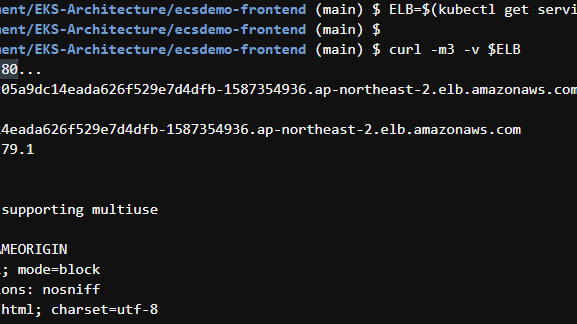 ment/EKS-Architecture/ecsdemo-frontend (main) $ ELB=$(kubectl get servi
ment/EKS-Architecture/ecsdemo-frontend (main) $
ment/EKS-Architecture/ecsdemo-frontend (main) $ curl -m3 -v $ELB
80...
05a9dc14eada626f529e7d4dfb-1587354936.ap-northeast-2.elb.amazonaws.com
4eada626f529e7d4dfb-1587354936.ap-northeast-2.elb.amazonaws.com
79.1
supporting multiuse
AMEORIGIN
; mode=block
ions: nosniff
html; charset=utf-8